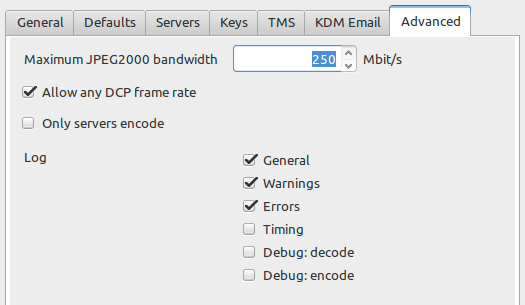 General Defaults Servers Keys TMS KDM Email Advanced
Maximum JPEG2000 bandwidth 250 Mbit/s
Allow any DCP frame rate
Only servers encode
Log General
Warnings
Errors
Timing
Debug: decode
Debug: encode